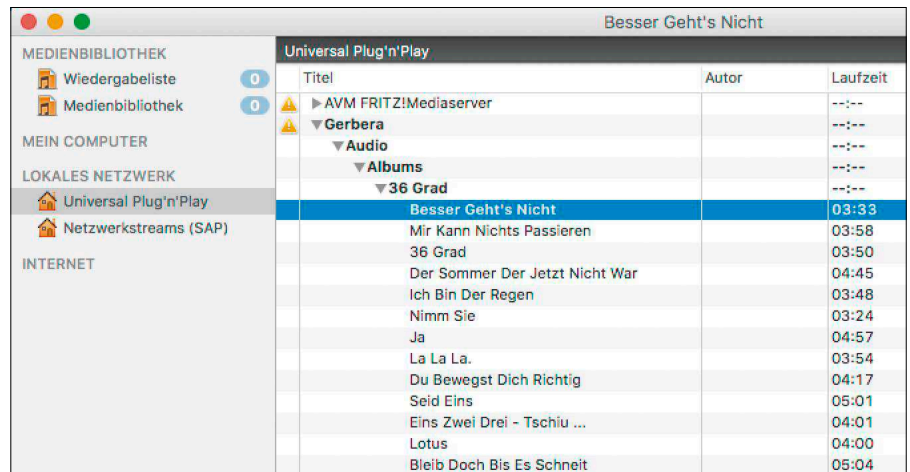 Besser Geht's Nicht
MEDIENBIBLIOTHEK
Wiedergabeliste 0
Medienbibliothek 0
MEIN COMPUTER
LOKALES NETZWERK
Universal Plug'n'Play
Netzwerkstreams (SAP)
INTERNET
Universal Plug'n'Play
Titel Autor Laufzeit
AVM FRITZ!Mediaserver --:--
Gerbera --:--
Audio --:--
Albums --:--
36 Grad --:--
Besser Geht's Nicht 03:33
Mir Kann Nichts Passieren 03:58
36 Grad 03:50
Der Sommer Der Jetzt Nicht War 04:45
Ich Bin Der Regen 03:48
Nimm Sie 03:24
Ja 04:57
La La La. 03:54
Du Bewegst Dich Richtig 04:17
Seid Eins 05:01
Eins Zwei Drei - Tschiu ... 04:01
Lotus 04:00
Bleib Doch Bis Es Schneit 05:04